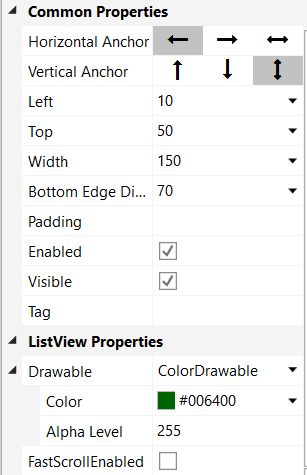 Common Properties
Horizontal Anchor
Vertical Anchor
Left 10
Top 50
Width 150
Bottom Edge Di... 70
Padding
Enabled
Visible
Tag
ListView Properties
Drawable ColorDrawable
Color #006400
Alpha Level 255
FastScrollEnabled